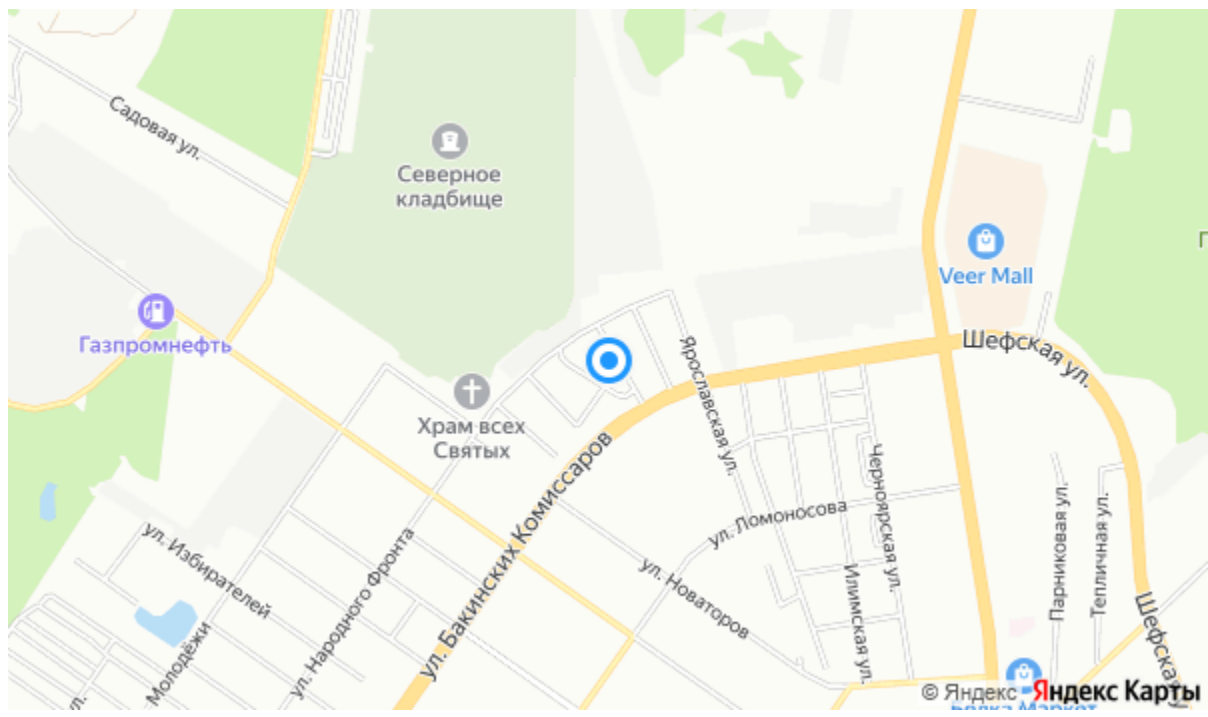 Садовая ул.
Северное
кладбище
Veer Mall
Газпромнефть
Шефская ул.
Ярославская ул.
Храм всех
Святых
ул. Бакинских Комиссаров
Черноярская ул.
ул. Ломоносова
Парниковая ул.
Тепличная ул.
ул. Избирателей
ул. Народного Фронта
ул. Новаторов
Илимская ул.
Шефская у
Молодёжи
ул.
© Яндекс Яндекс Карты